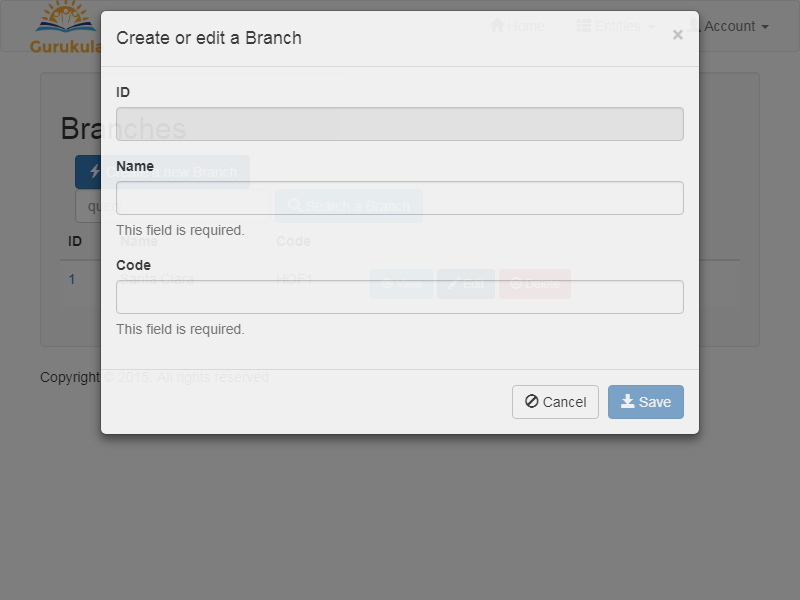 Gurukula
Home
Entities
Account
Create or edit a Branch
×
ID
Branches
Name
Create a new Branch
query
Search a Branch
This field is required.
ID
Name
Code
Code
1
Santa Clara
View
Edit
Delete
This field is required.
Copyright © 2015. All rights reserved.
Cancel
Save